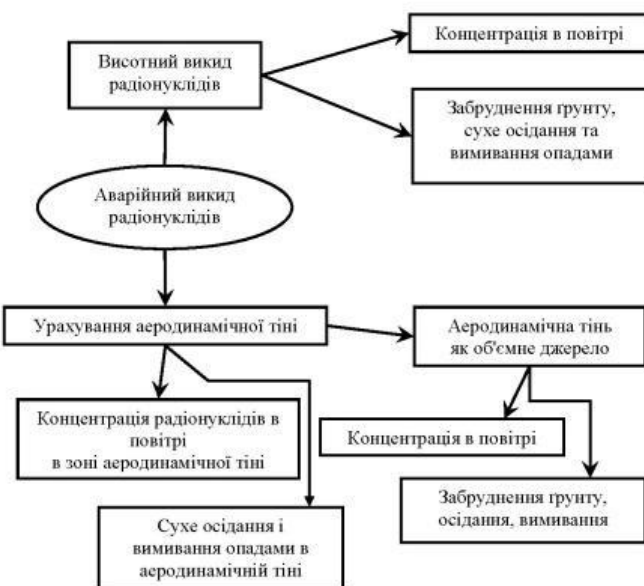 Концентрація в повітрі
Висотний викид
радіонуклідів
Забруднення ґрунту,
сухе осідання та
вимивання опадами
Аварійний викид
радіонуклідів
Урахування аеродинамічної тіні
Аеродинамічна тінь
як об'ємне джерело
Концентрація радіонуклідів в
повітрі
в зоні аеродинамічної тіні
Концентрація в повітрі
Забруднення ґрунту,
осідання, вимивання
Сухе осідання і
вимивання опадами в
аеродинамічній тіні